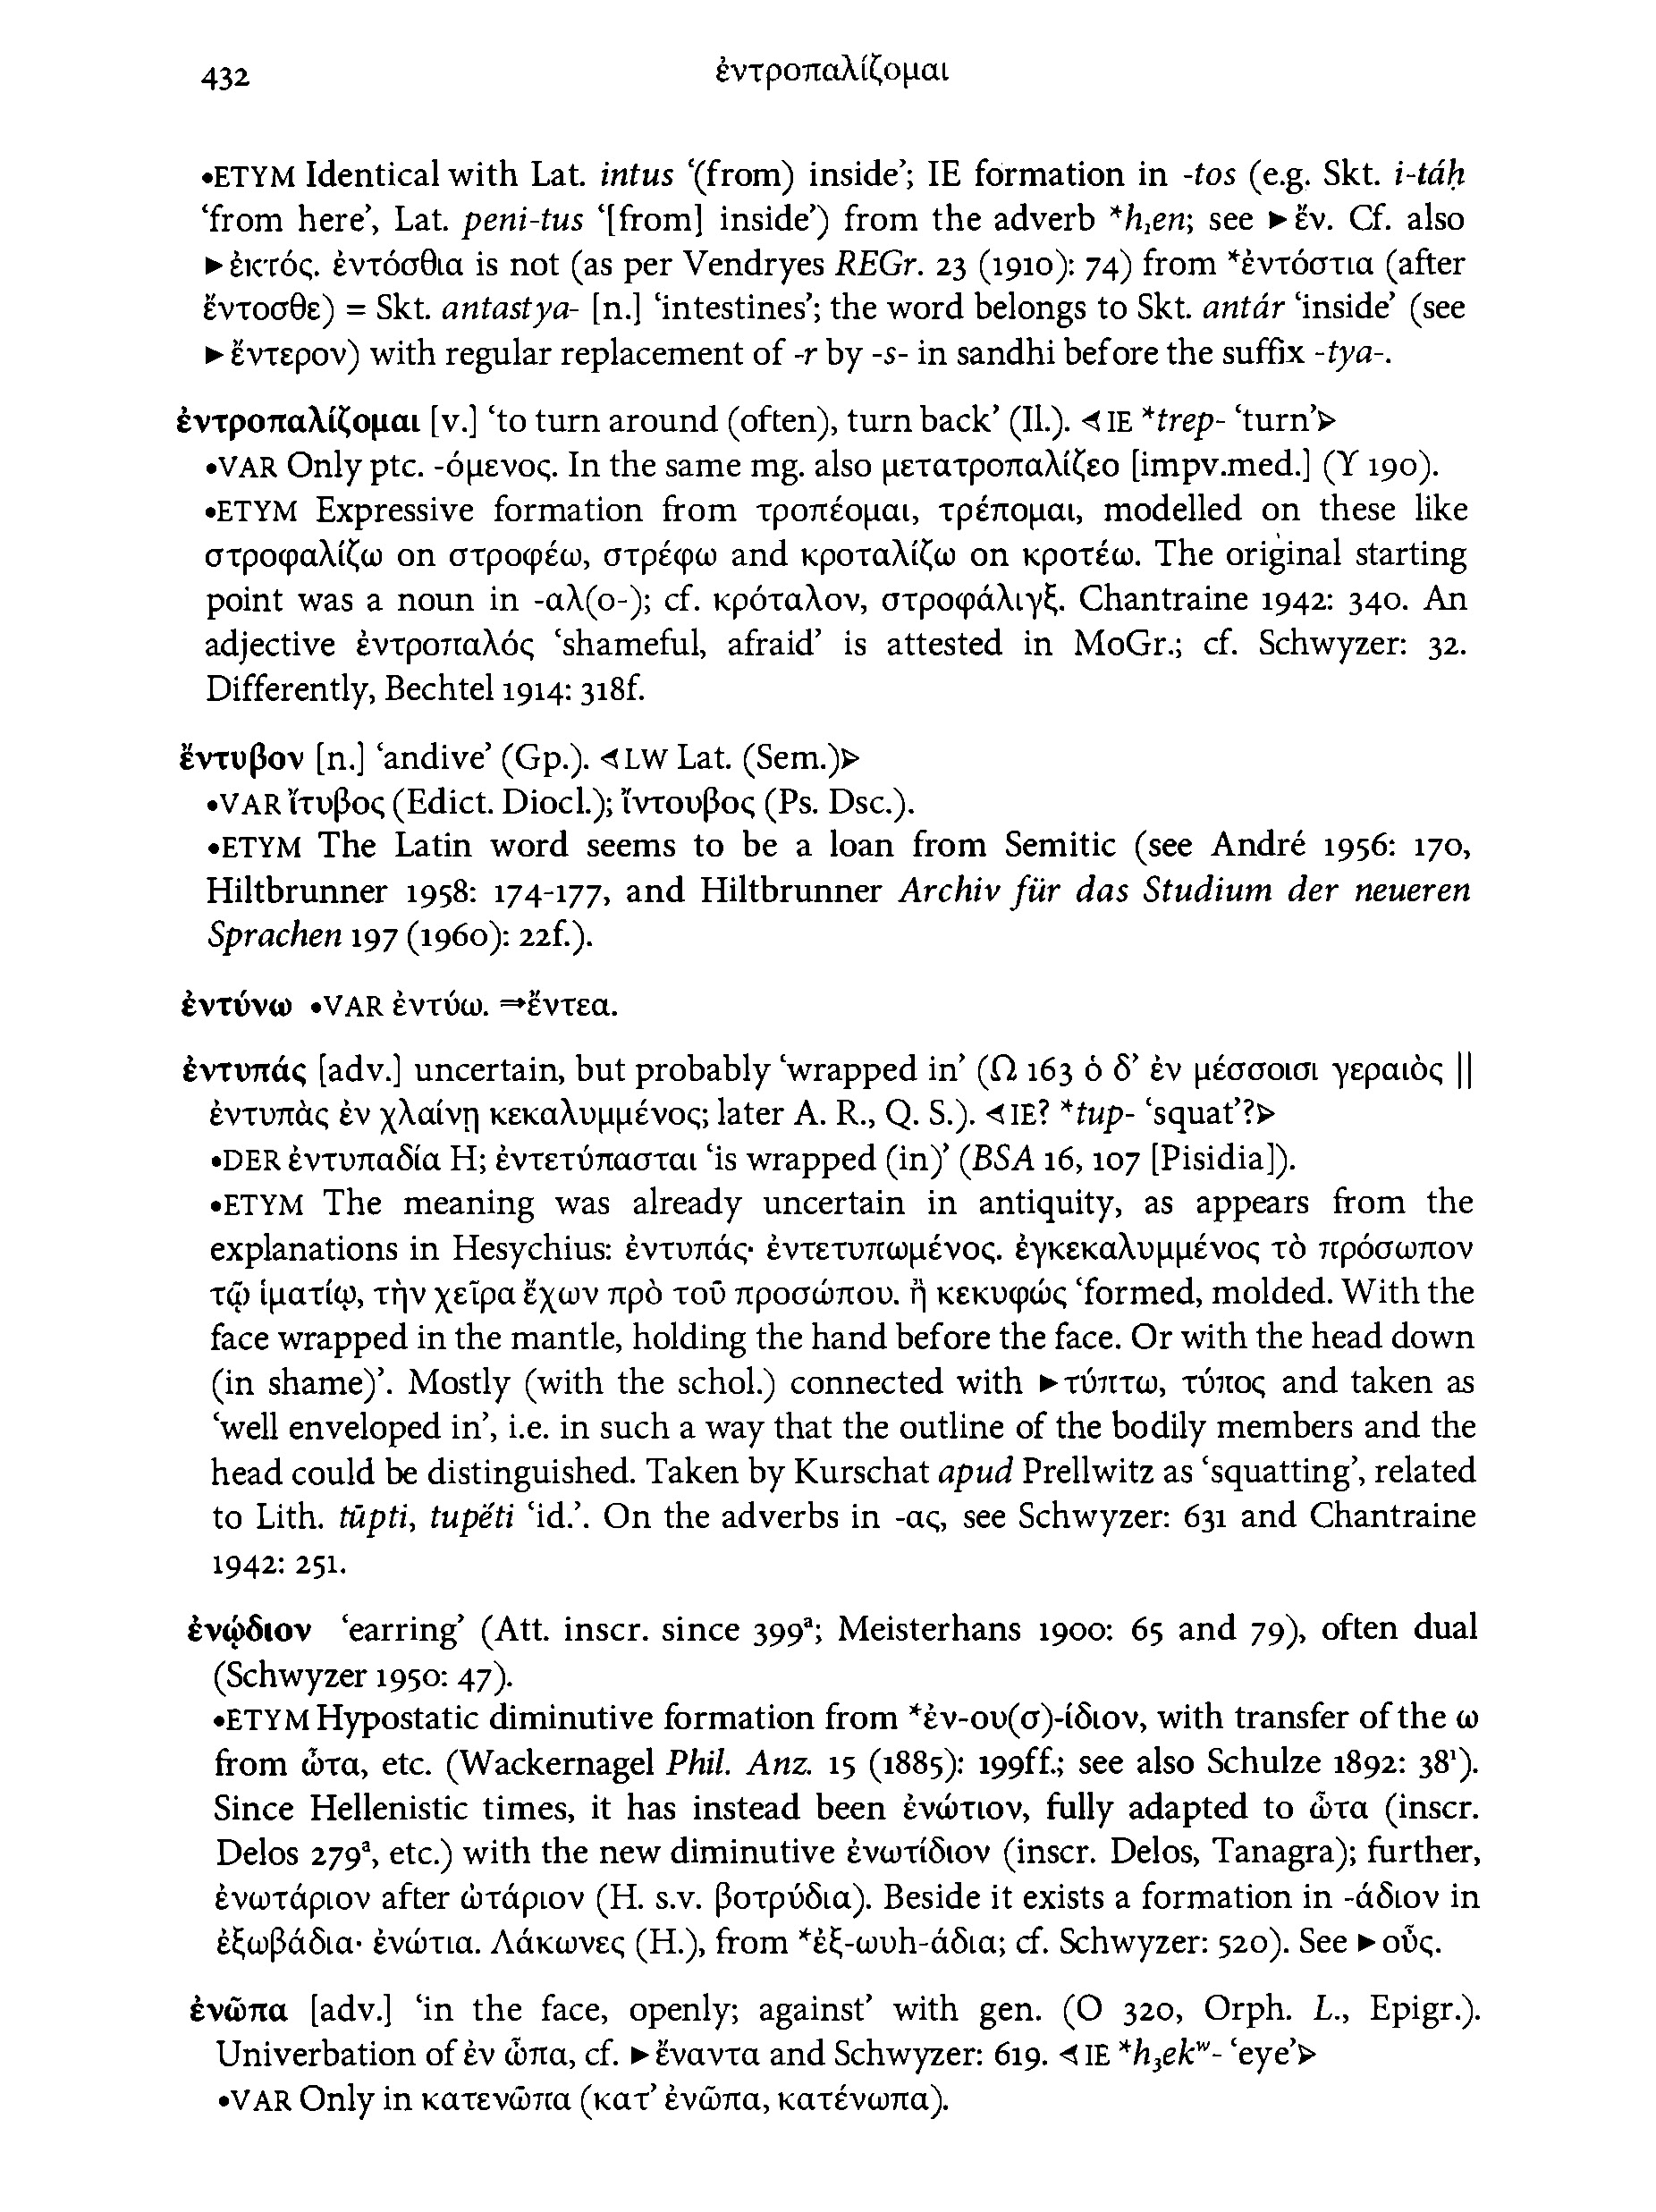 432
ἐντροπαλίζομαι
•ETYM Identical with Lat. intus ‘(from) inside’; IE formation in -tos (e.g. Skt. i-táḥ
‘from here’, Lat. peni-tus ‘[from] inside’) from the adverb *h₁en; see ►ἔν. Cf. also
►ἐκτός. ἐντόσθια is not (as per Vendryes REGr. 23 (1910): 74) from *ἐντόστια (after
ἔντοσθε) = Skt. antastya- [n.] ‘intestines’; the word belongs to Skt. antár ‘inside’ (see
►ἔντερον) with regular replacement of -r by -s- in sandhi before the suffix -tya-.
ἐντροπαλίζομαι [v.] ‘to turn around (often), turn back’ (Il.). ⊲IE *trep- ‘turn’⊳
•VAR Only ptc. -όμενος. In the same mg. also μετατροπαλίζεο [impv.med.] (Υ 190).
•ETYM Expressive formation from τροπέομαι, τρέπομαι, modelled on these like
στροφαλίζω on στροφέω, στρέφω and κροταλίζω on κροτέω. The original starting
point was a noun in -αλ(ο-); cf. κρόταλον, στροφάλιγξ. Chantraine 1942: 340. An
adjective ἐντροπαλός ‘shameful, afraid’ is attested in MoGr.; cf. Schwyzer: 32.
Differently, Bechtel 1914: 318f.
ἔντυβον [n.] ‘andive’ (Gp.). ⊲LW Lat. (Sem.)⊳
•VAR ἴτυβος (Edict. Diocl.); ἴντουβος (Ps. Dsc.).
•ETYM The Latin word seems to be a loan from Semitic (see André 1956: 170,
Hiltbrunner 1958: 174-177, and Hiltbrunner Archiv für das Studium der neueren
Sprachen 197 (1960): 22f.).
ἐντύνω •VAR ἐντύω. ⇒ἔντεα.
ἐντυπάς [adv.] uncertain, but probably ‘wrapped in’ (Ω 163 ὁ δ’ ἐν μέσσοισι γεραιὸς ||
ἐντυπὰς ἐν χλαίνῃ κεκαλυμμένος; later A. R., Q. S.). ⊲IE? *tup- ‘squat’?⊳
•DER ἐντυπαδία H; ἐντετύπασται ‘is wrapped (in)’ (BSA 16, 107 [Pisidia]).
•ETYM The meaning was already uncertain in antiquity, as appears from the
explanations in Hesychius: ἐντυπάς· ἐντετυπωμένος. ἐγκεκαλυμμένος τὸ πρόσωπον
τῷ ἱματίῳ, τὴν χεῖρα ἔχων πρὸ τοῦ προσώπου. ἢ κεκυφώς ‘formed, molded. With the
face wrapped in the mantle, holding the hand before the face. Or with the head down
(in shame)’. Mostly (with the schol.) connected with ►τύπτω, τύπος and taken as
‘well enveloped in’, i.e. in such a way that the outline of the bodily members and the
head could be distinguished. Taken by Kurschat apud Prellwitz as ‘squatting’, related
to Lith. tūpti, tupėti ‘id.’. On the adverbs in -ας, see Schwyzer: 631 and Chantraine
1942: 251.
ἐνῴδιον ‘earring’ (Att. inscr. since 399ᵃ; Meisterhans 1900: 65 and 79), often dual
(Schwyzer 1950: 47).
•ETYM Hypostatic diminutive formation from *ἐν-ου(σ)-ίδιον, with transfer of the ω
from ὦτα, etc. (Wackernagel Phil. Anz. 15 (1885): 199ff.; see also Schulze 1892: 38¹).
Since Hellenistic times, it has instead been ἐνώτιον, fully adapted to ὦτα (inscr.
Delos 279ᵃ, etc.) with the new diminutive ἐνωτίδιον (inscr. Delos, Tanagra); further,
ἐνωτάριον after ὠτάριον (H. s.v. βοτρύδια). Beside it exists a formation in -άδιον in
ἐξωβάδια· ἐνώτια. Λάκωνες (H.), from *ἐξ-ωυh-άδια; cf. Schwyzer: 520). See ►οὖς.
ἐνῶπα [adv.] ‘in the face, openly; against’ with gen. (Ο 320, Orph. L., Epigr.).
Univerbation of ἐν ὦπα, cf. ►ἔναντα and Schwyzer: 619. ⊲IE *h₃ekʷ- ‘eye’⊳
•VAR Only in κατενῶπα (κατ’ ἐνῶπα, κατένωπα).